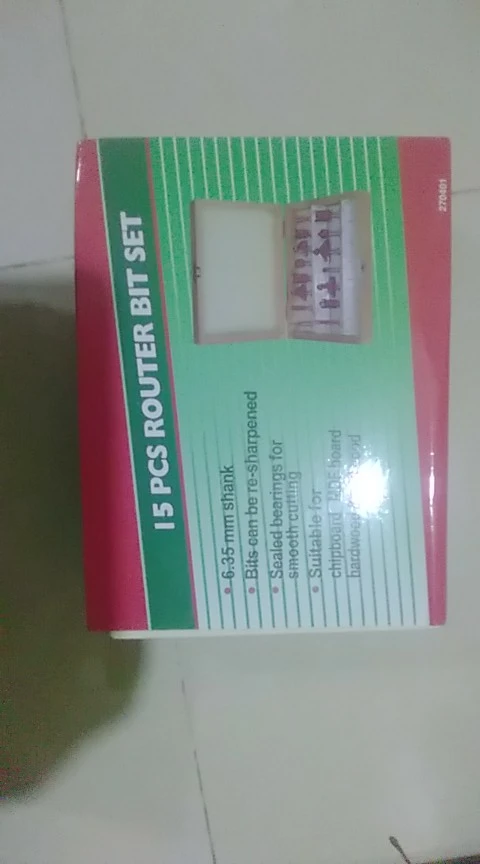 15 PCS ROUTER BIT SET
• 6.35 mm shank
• Bits can be re-sharpened
• Sealed bearings for
smooth cutting
• Suitable for
chipboard board
hardwood
270401